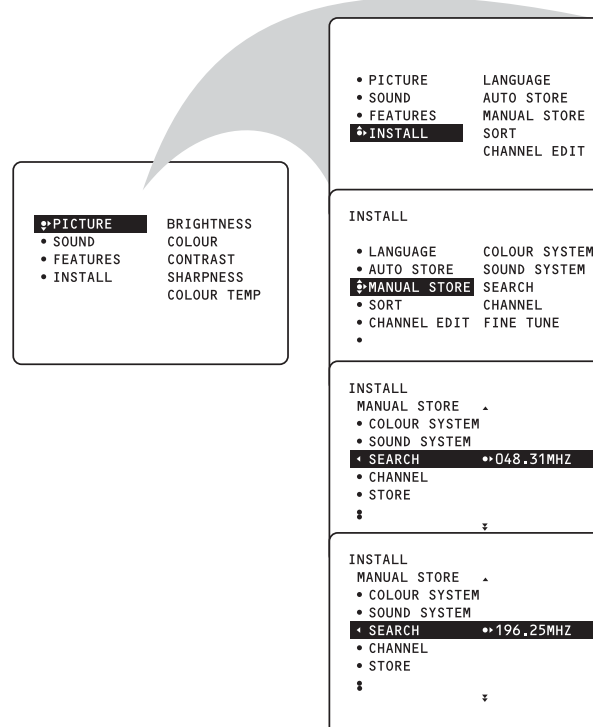 PICTURE BRIGHTNESS
• SOUND COLOUR
• FEATURES CONTRAST
• INSTALL SHARPNESS
COLOUR TEMP
• PICTURE LANGUAGE
• SOUND AUTO STORE
• FEATURES MANUAL STORE
INSTALL SORT
CHANNEL EDIT
INSTALL
• LANGUAGE COLOUR SYSTEM
• AUTO STORE SOUND SYSTEM
MANUAL STORE SEARCH
• SORT CHANNEL
• CHANNEL EDIT FINE TUNE
•
INSTALL
MANUAL STORE
• COLOUR SYSTEM
• SOUND SYSTEM
SEARCH 048.31MHZ
• CHANNEL
• STORE
INSTALL
MANUAL STORE
• COLOUR SYSTEM
• SOUND SYSTEM
SEARCH 196.25MHZ
• CHANNEL
• STORE